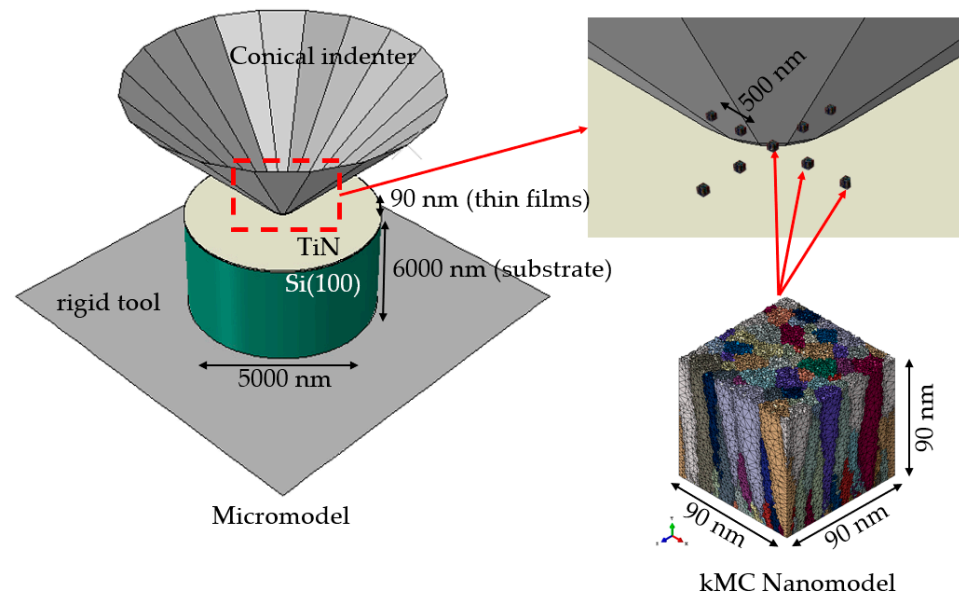 Conical indenter
90 nm (thin films)
TiN
Si(100)
6000 nm (substrate)
rigid tool
5000 nm
Micromodel
500 nm
90 nm
90 nm
90 nm
kMC Nanomodel